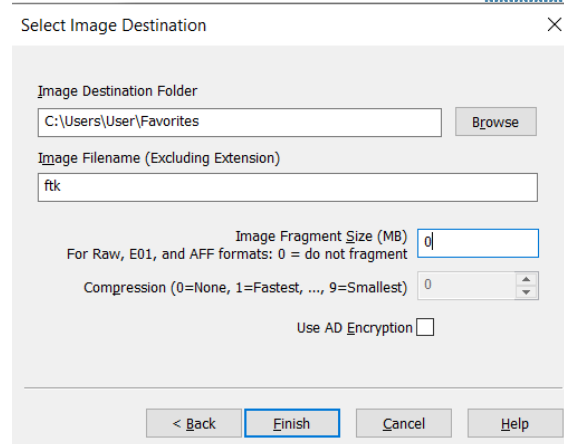 Select Image Destination
Image Destination Folder
C:\Users\User\Favorites
Browse
Image Filename (Excluding Extension)
ftk
Image Fragment Size (MB)
0
For Raw, E01, and AFF formats: 0 = do not fragment
Compression (0=None, 1=Fastest, ..., 9=Smallest)
0
Use AD Encryption
< Back
Finish
Cancel
Help